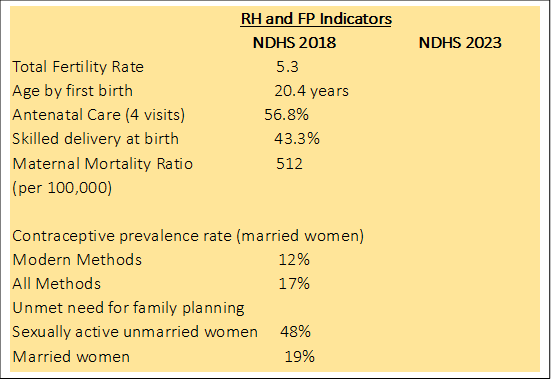 RH and FP Indicators
NDHS 2018 NDHS 2023
Total Fertility Rate 5.3
Age by first birth 20.4 years
Antenatal Care (4 visits) 56.8%
Skilled delivery at birth 43.3%
Maternal Mortality Ratio 512
(per 100,000)
Contraceptive prevalence rate (married women)
Modern Methods 12%
All Methods 17%
Unmet need for family planning
Sexually active unmarried women 48%
Married women 19%